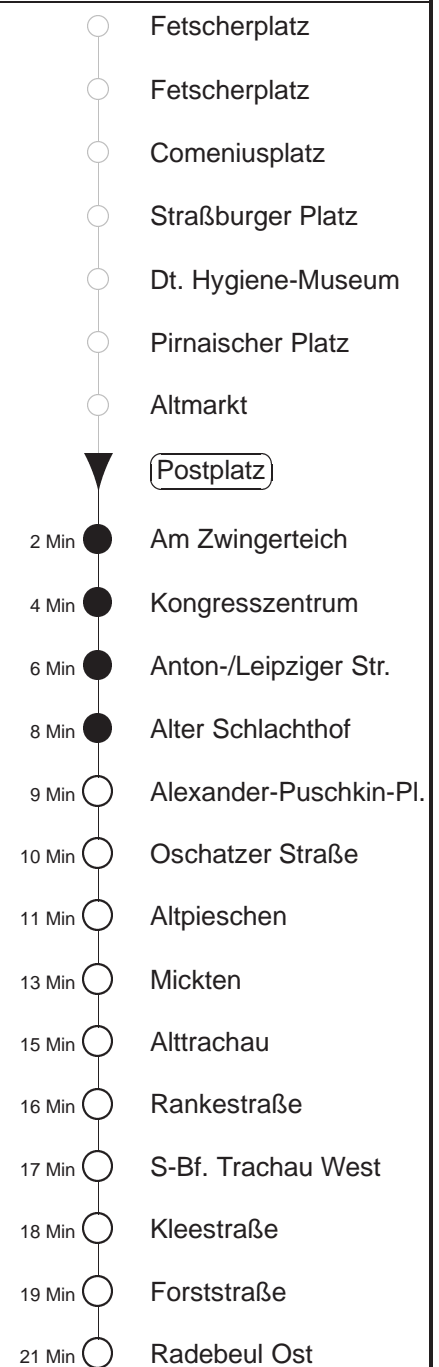 Fetscherplatz
Fetscherplatz
Comeniusplatz
Straßburger Platz
Dt. Hygiene-Museum
Pirnaischer Platz
Altmarkt
Postplatz
2 Min Am Zwingerteich
4 Min Kongresszentrum
6 Min Anton-/Leipziger Str.
8 Min Alter Schlachthof
9 Min Alexander-Puschkin-Pl.
10 Min Oschatzer Straße
11 Min Altpieschen
13 Min Mickten
15 Min Alttrachau
16 Min Rankestraße
17 Min S-Bf. Trachau West
18 Min Kleestraße
19 Min Forststraße
21 Min Radebeul Ost